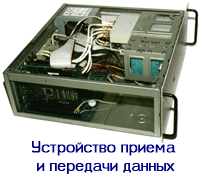 Устройство приема
и передачи данных